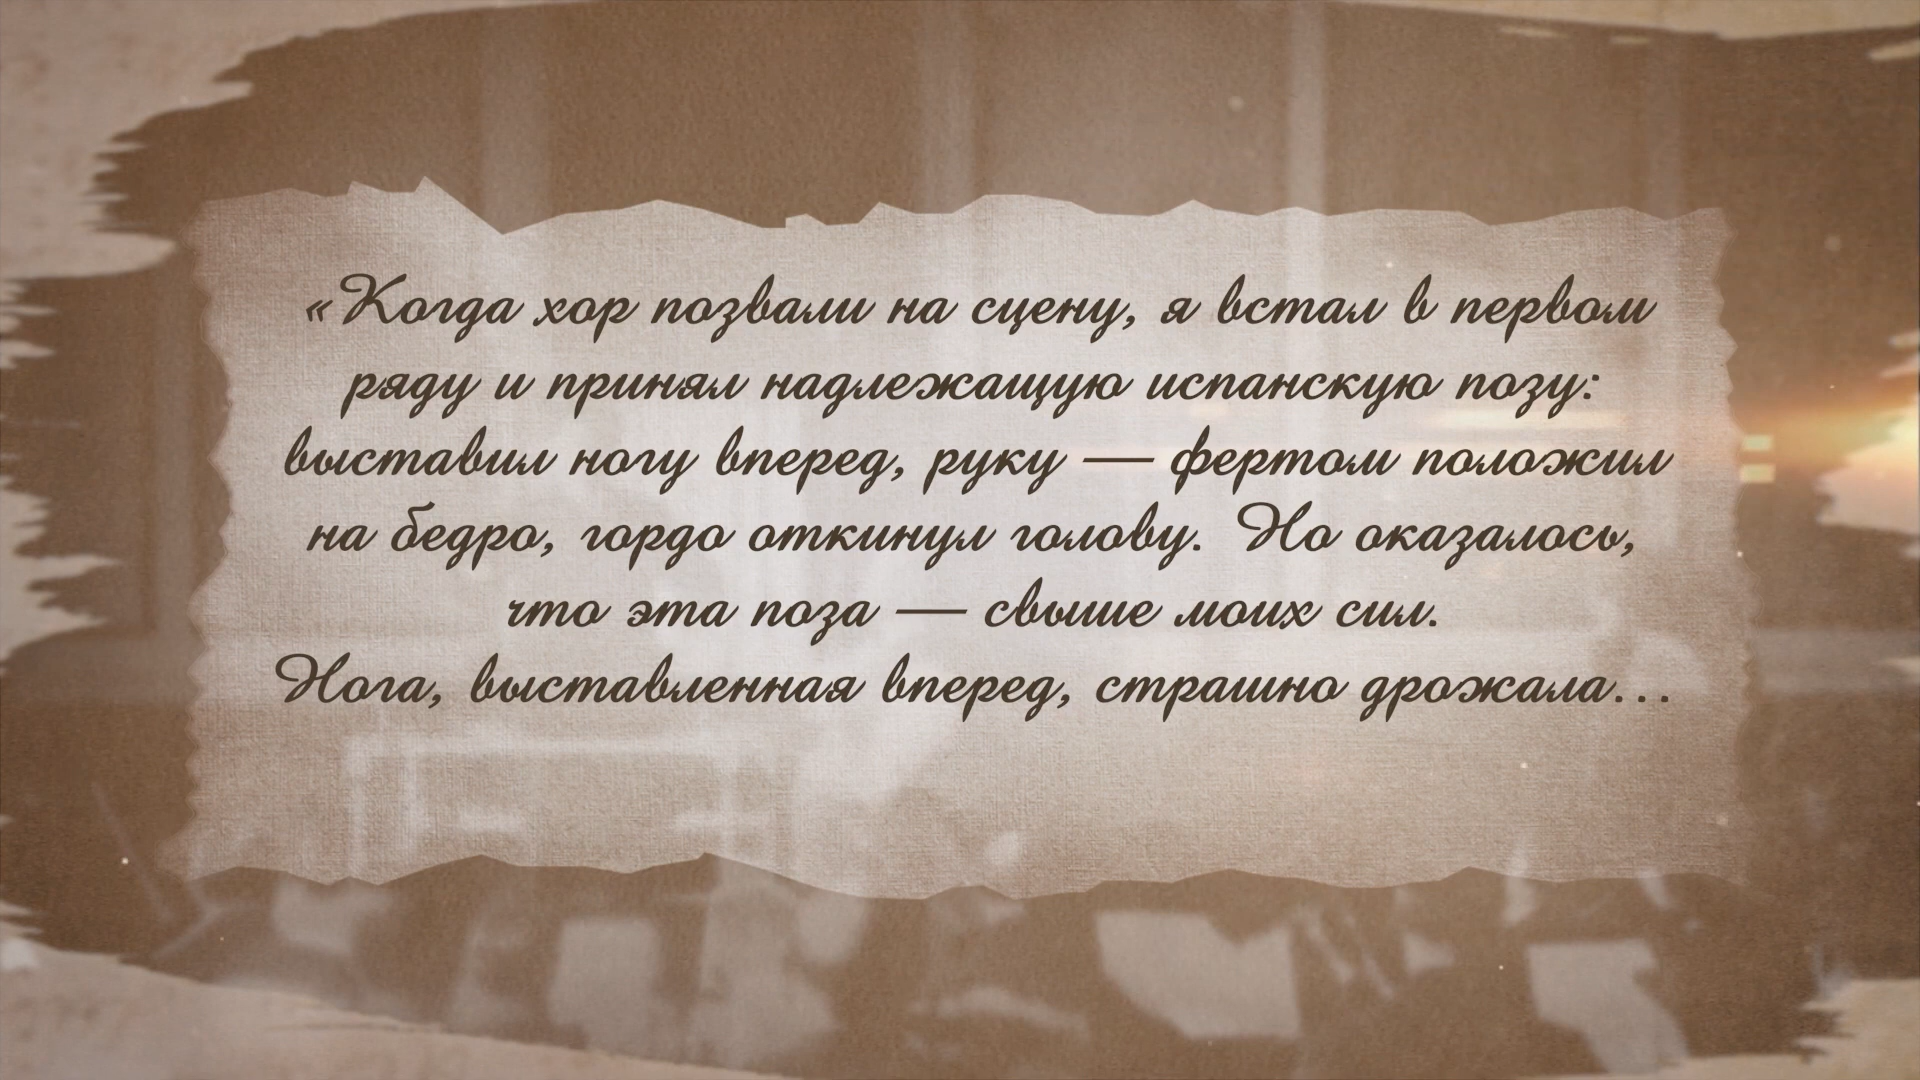 «Когда хор позвали на сцену, я встал в первом
ряду и принял надлежащую испанскую позу:
выставил ногу вперед, руку — фертом положил
на бедро, гордо откинул голову. Но оказалось,
что эта поза — свыше моих сил.
Нога, выставленная вперед, страшно дрожала...